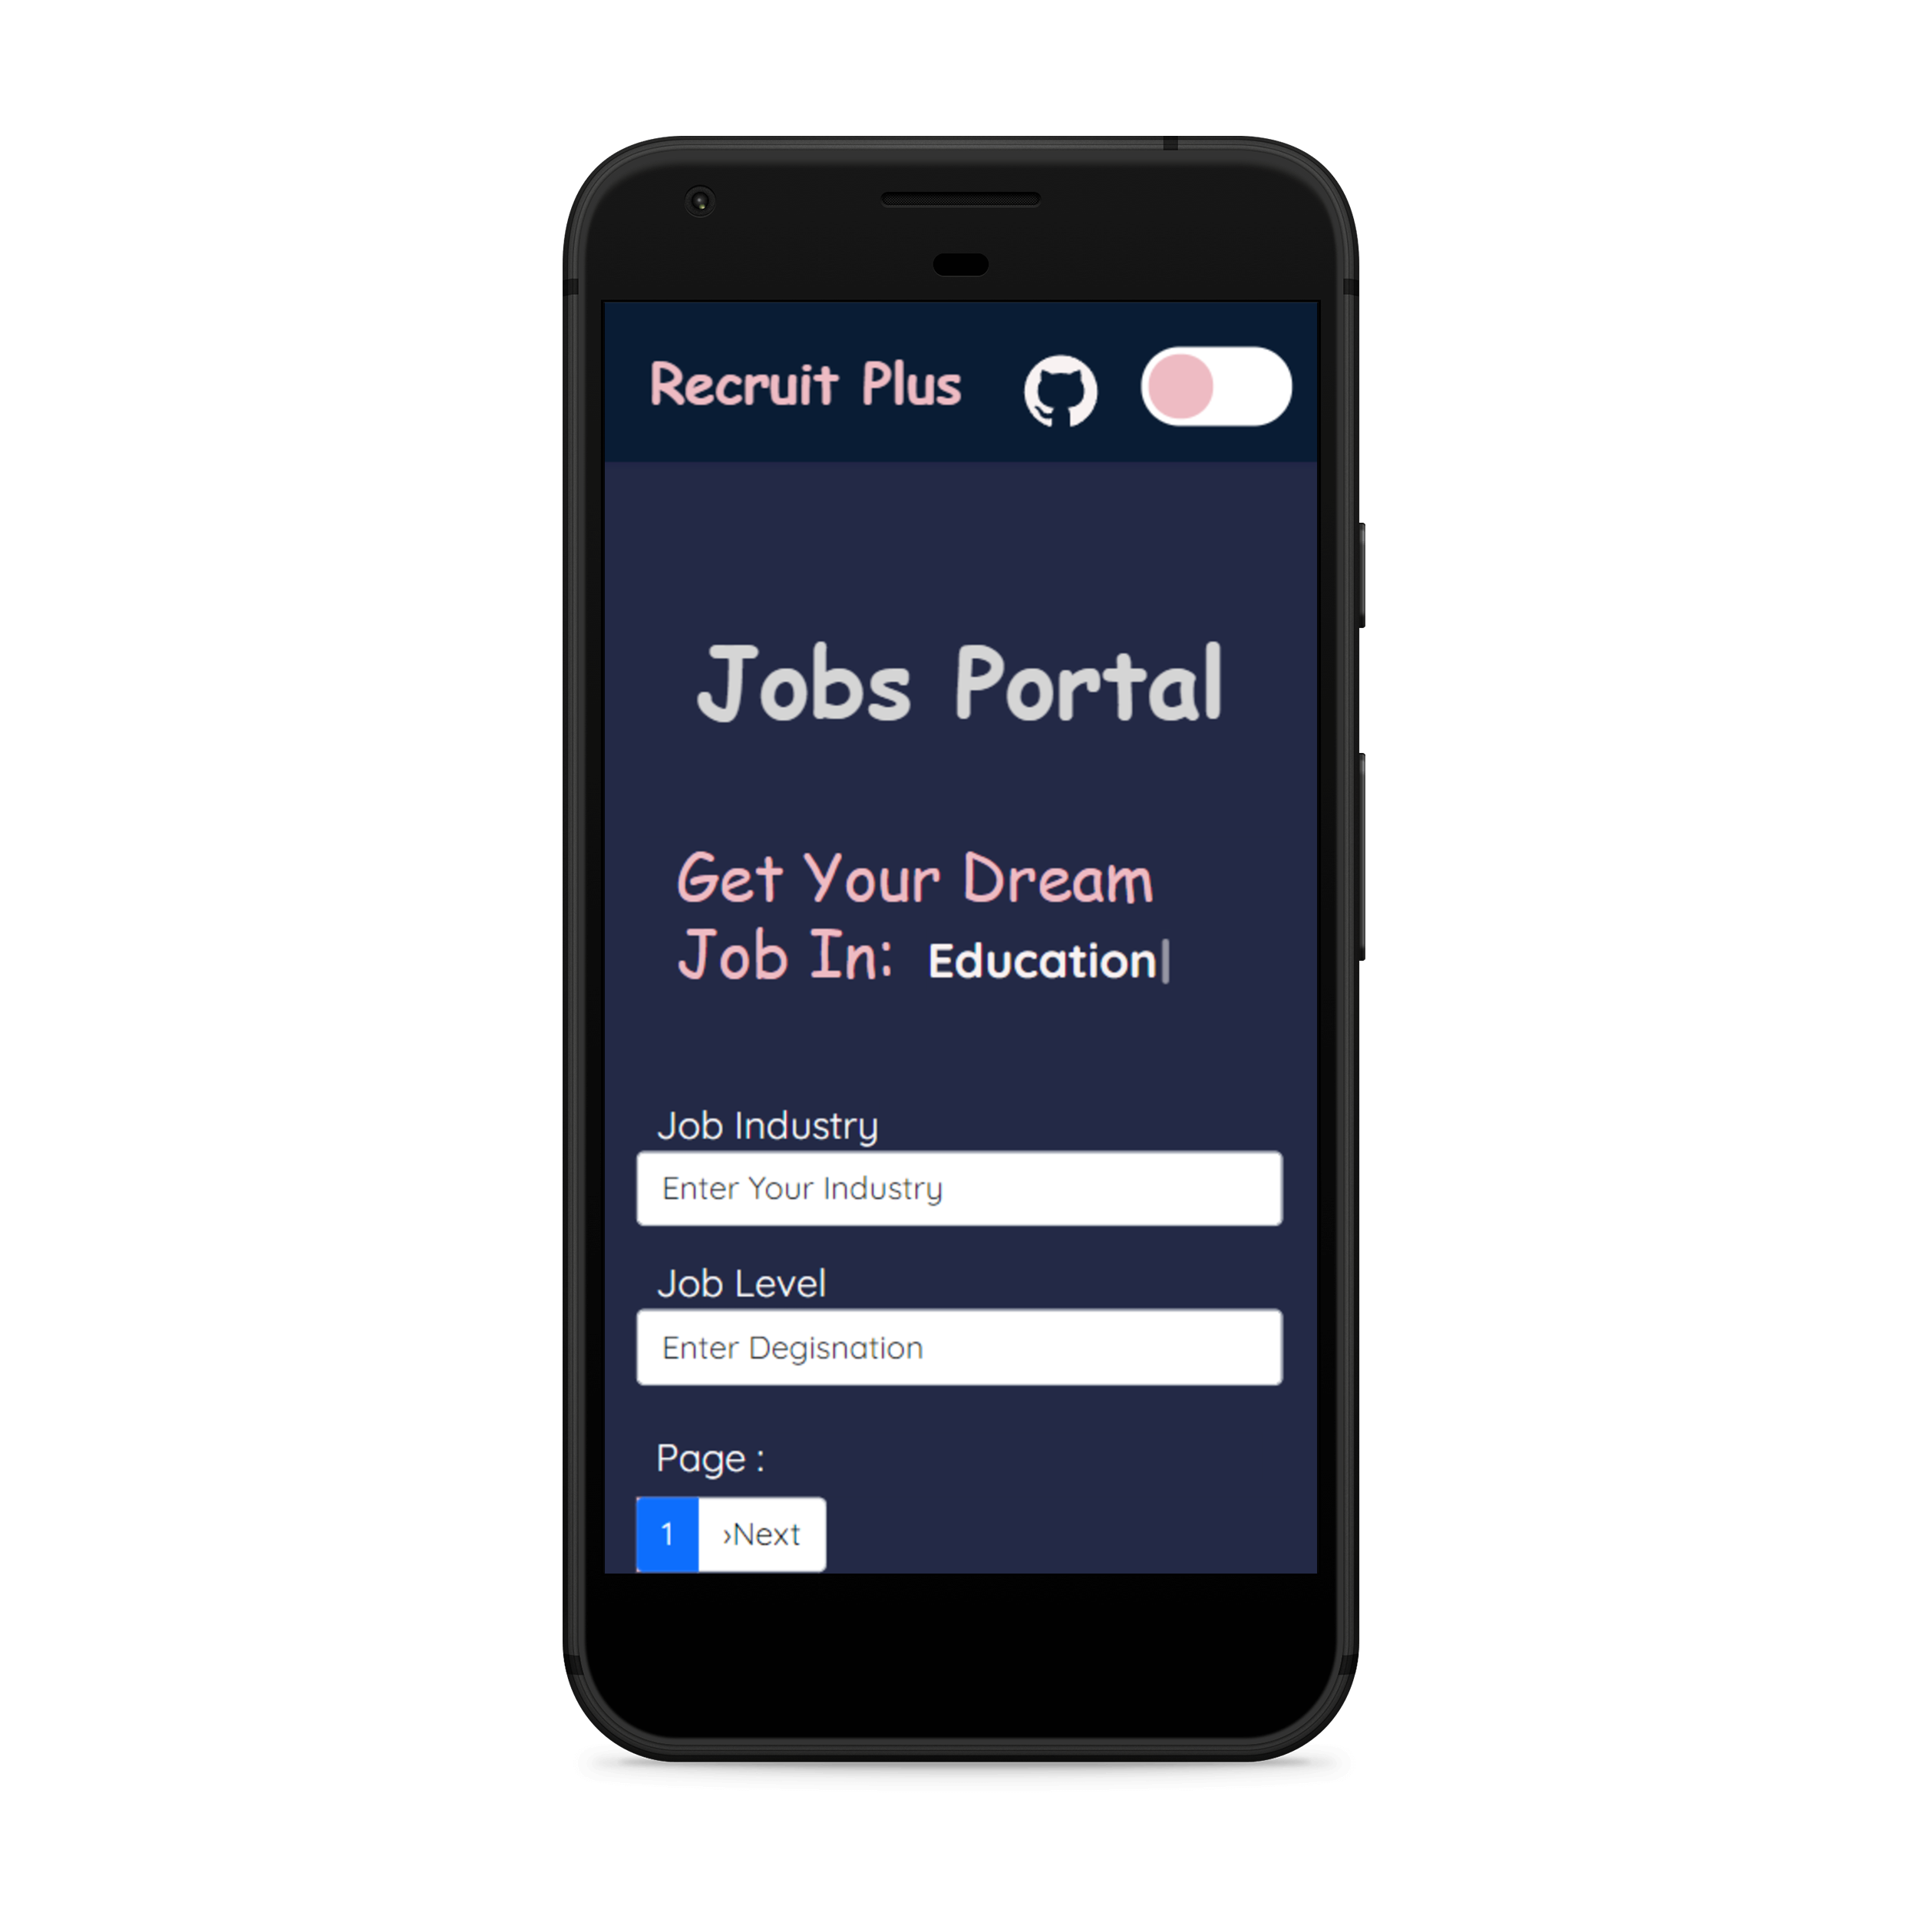 Recruit Plus
Jobs Portal
Get Your Dream
Job In: Education|
Job Industry
Enter Your Industry
Job Level
Enter Degisnation
Page :
1 ›Next